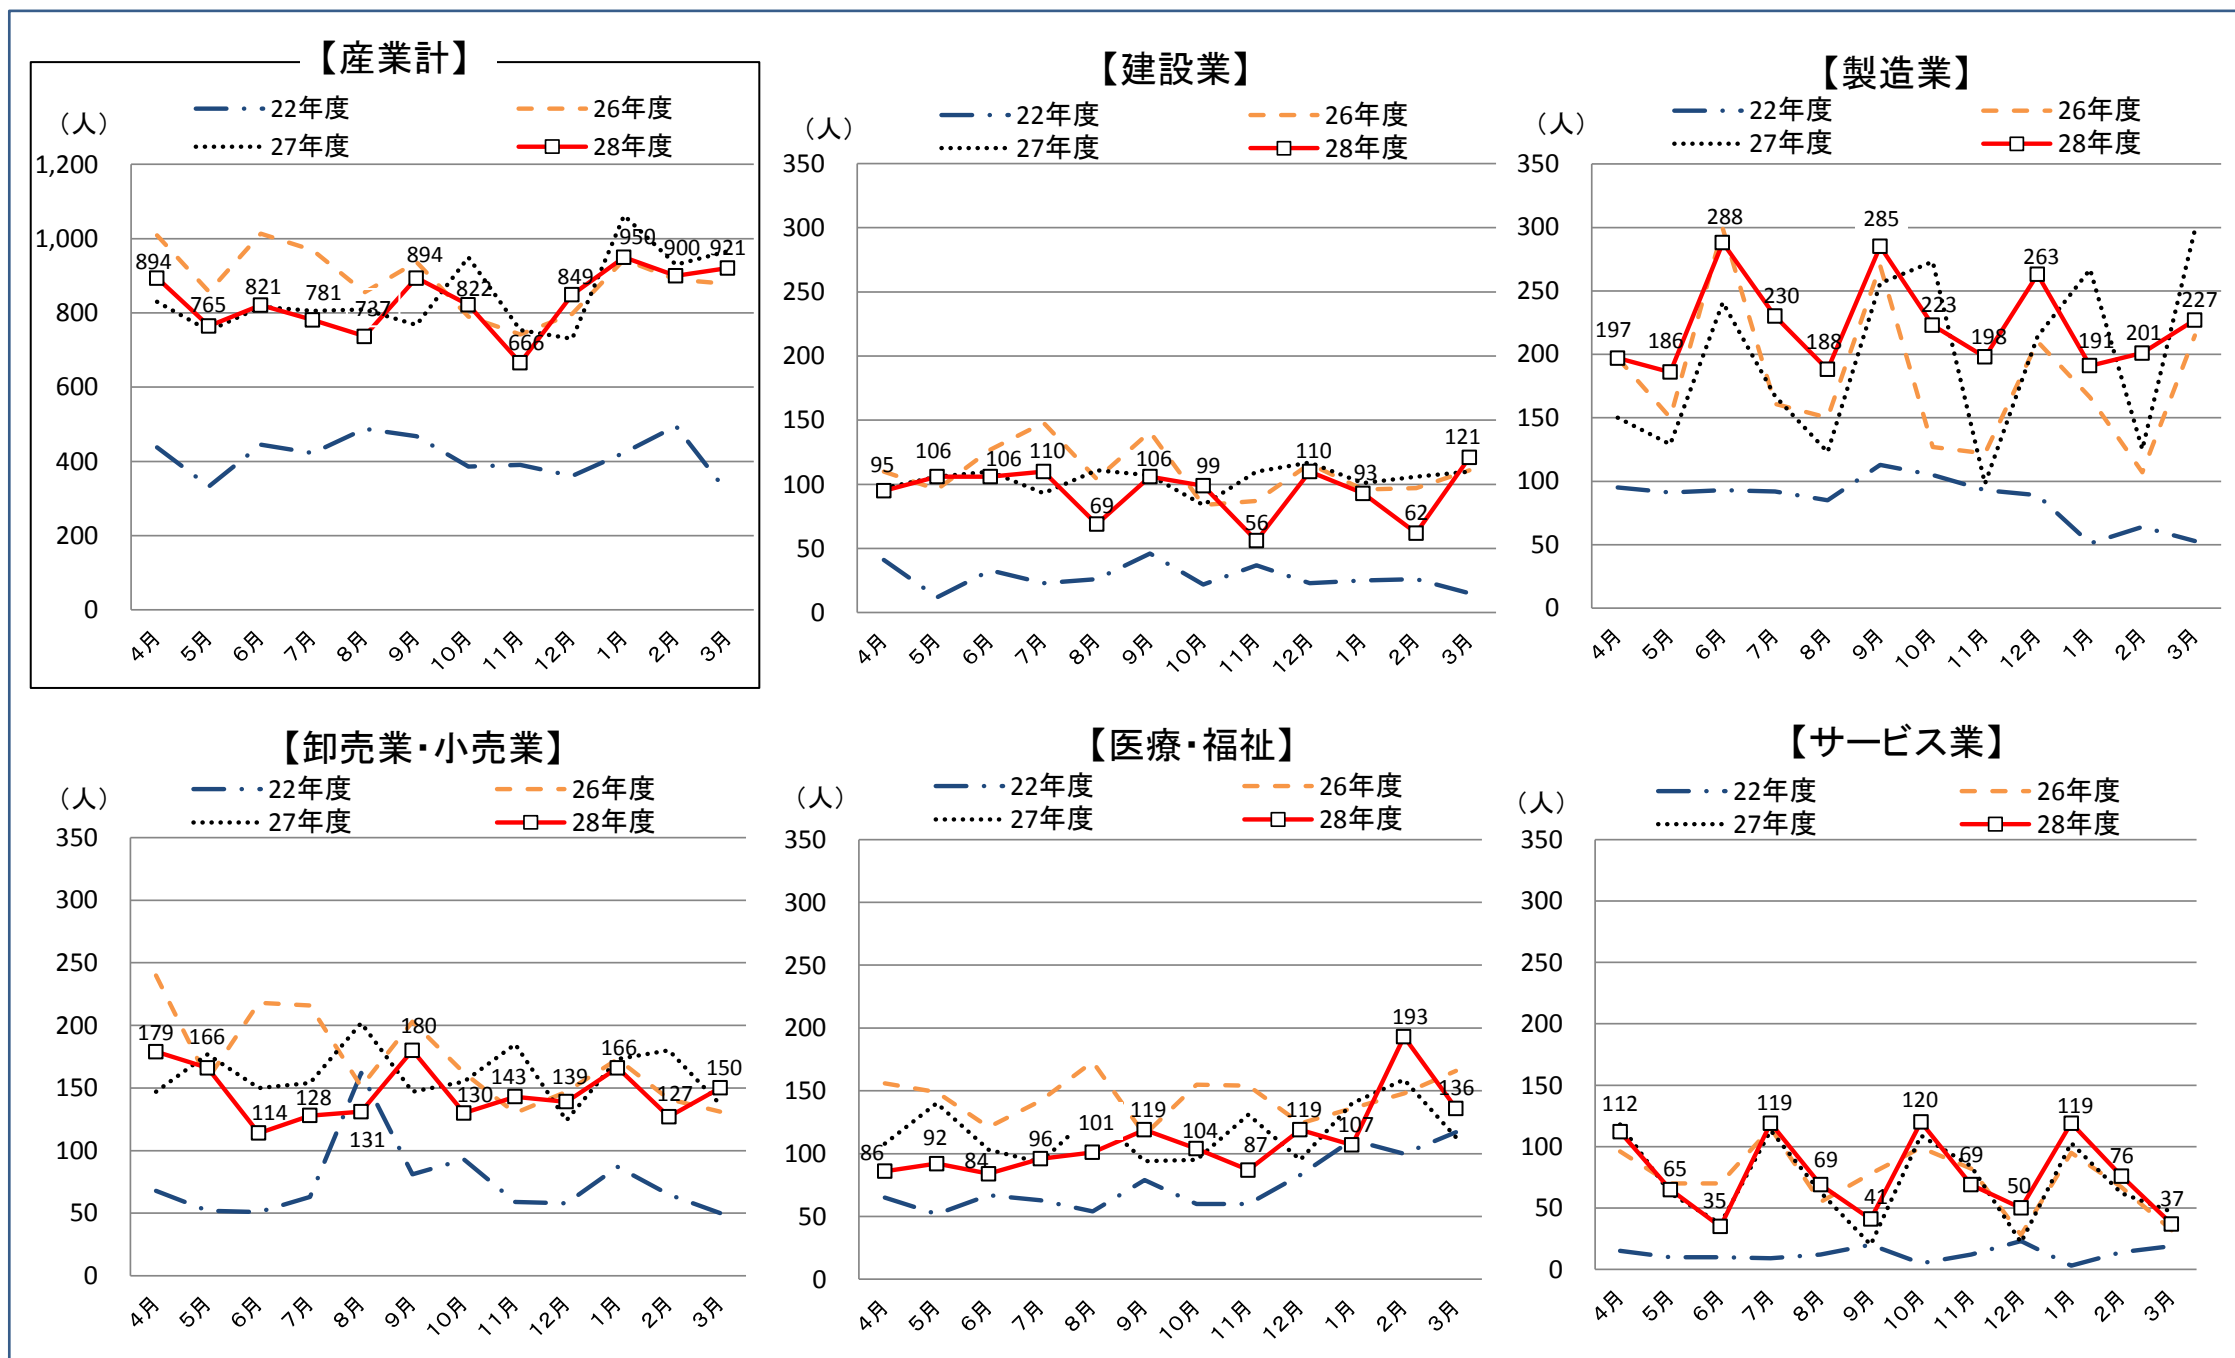 【産業計】
(人)
22年度 26年度
27年度 28年度
1,200
1,000
800
600
400
200
0
894 765 821 781 737 894 822 666 849 950 900 921
4月 5月 6月 7月 8月 9月 10月 11月 12月 1月 2月 3月
【建設業】
(人)
22年度 26年度
27年度 28年度
350
300
250
200
150
100
50
0
95 106 106 110 69 106 99 56 110 93 62 121
4月 5月 6月 7月 8月 9月 10月 11月 12月 1月 2月 3月
【製造業】
(人)
22年度 26年度
27年度 28年度
350
300
250
200
150
100
50
0
197 186 288 230 188 285 223 198 263 191 201 227
4月 5月 6月 7月 8月 9月 10月 11月 12月 1月 2月 3月
【卸売業・小売業】
(人)
22年度 26年度
27年度 28年度
350
300
250
200
150
100
50
0
179 166 114 128 131 180 130 143 139 166 127 150
4月 5月 6月 7月 8月 9月 10月 11月 12月 1月 2月 3月
【医療・福祉】
(人)
22年度 26年度
27年度 28年度
350
300
250
200
150
100
50
0
86 92 84 96 101 119 104 87 119 107 193 136
4月 5月 6月 7月 8月 9月 10月 11月 12月 1月 2月 3月
【サービス業】
(人)
22年度 26年度
27年度 28年度
350
300
250
200
150
100
50
0
112 65 35 119 69 41 120 69 50 119 76 37
4月 5月 6月 7月 8月 9月 10月 11月 12月 1月 2月 3月